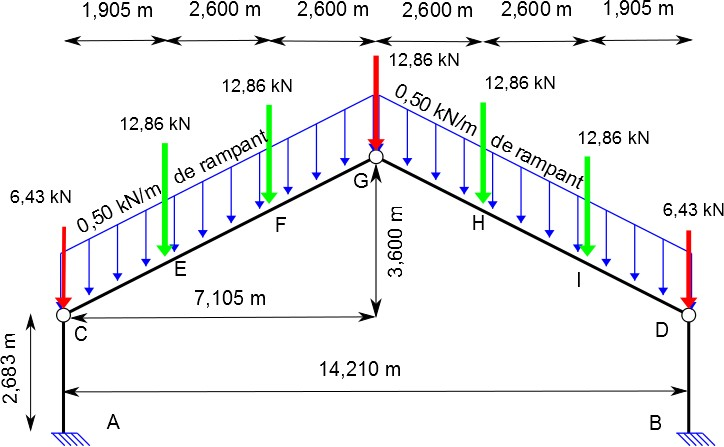 1,905 m
2,600 m
2,600 m
2,600 m
2,600 m
1,905 m
12,86 kN
12,86 kN
12,86 kN
12,86 kN
12,86 kN
6,43 kN
6,43 kN
0,50 kN/m de rampant
0,50 kN/m de rampant
G
F
H
E
I
3,600 m
7,105 m
C
D
2,683 m
14,210 m
A
B